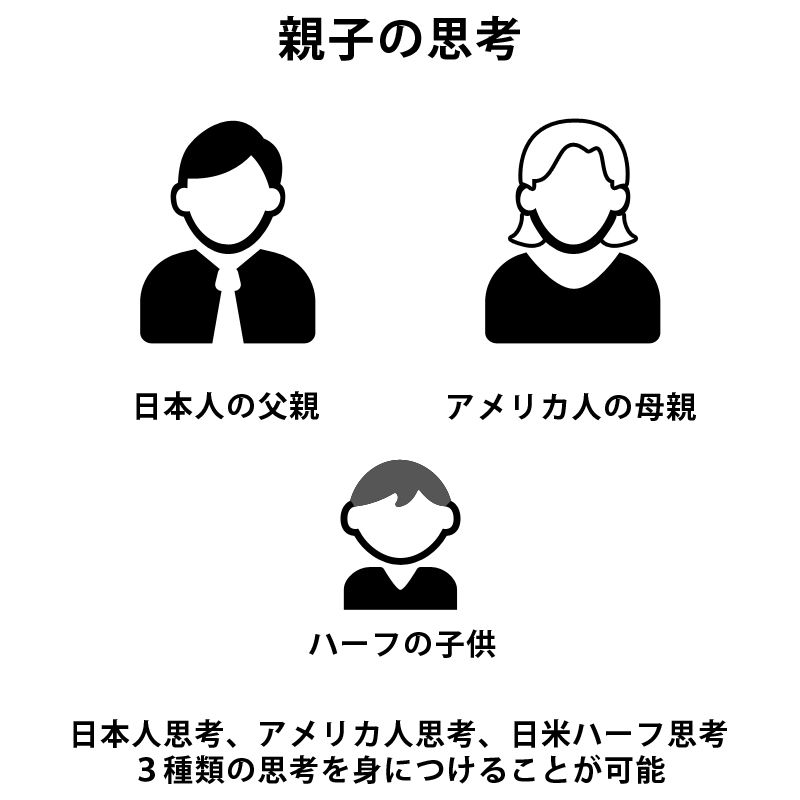 親子の思考
日本人の父親
アメリカ人の母親
ハーフの子供
日本人思考、アメリカ人思考、日米ハーフ思考
３種類の思考を身につけることが可能